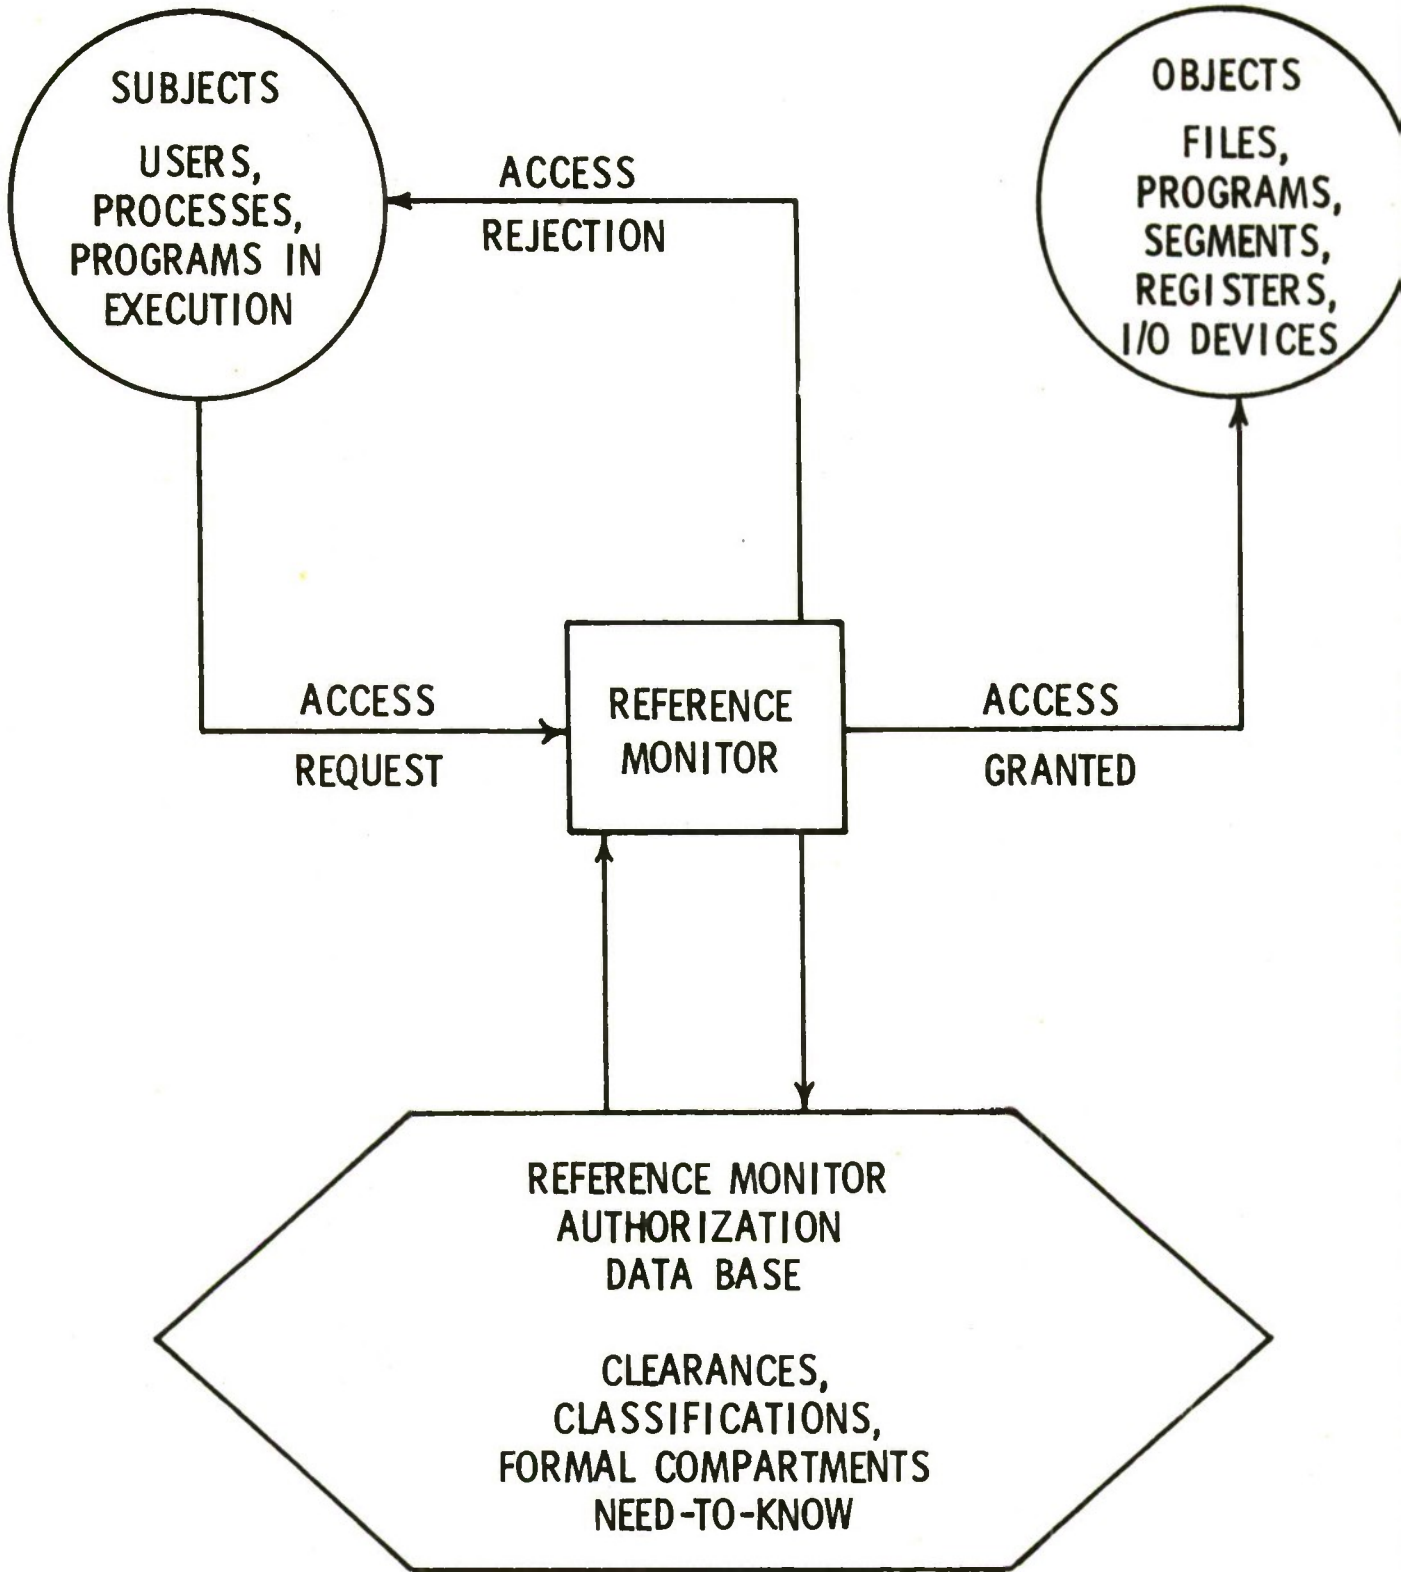 SUBJECTS
USERS,
PROCESSES,
PROGRAMS IN
EXECUTION
ACCESS
REJECTION
OBJECTS
FILES,
PROGRAMS,
SEGMENTS,
REGISTERS,
I/O DEVICES
ACCESS
REQUEST
REFERENCE
MONITOR
ACCESS
GRANTED
REFERENCE MONITOR
AUTHORIZATION
DATA BASE
CLEARANCES,
CLASSIFICATIONS,
FORMAL COMPARTMENTS
NEED-TO-KNOW